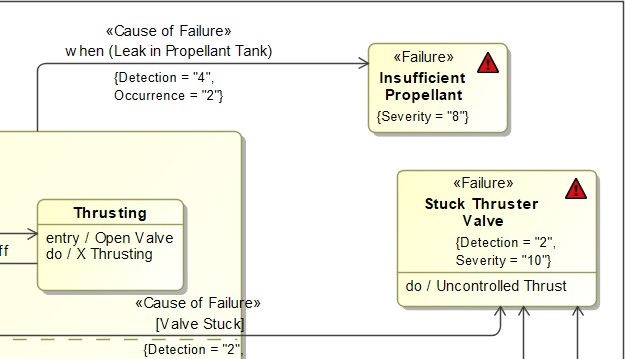 «Cause of Failure»
when (Leak in Propellant Tank)
{Detection = "4",
Occurrence = "2"}
«Failure»
Insufficient
Propellant
{Severity = "8"}
«Failure»
Stuck Thruster
Valve
{Detection = "2",
Severity = "10"}
do / Uncontrolled Thrust
Thrusting
entry / Open Valve
do / X Thrusting
ff
«Cause of Failure»
[Valve Stuck]
{Detection = "2",